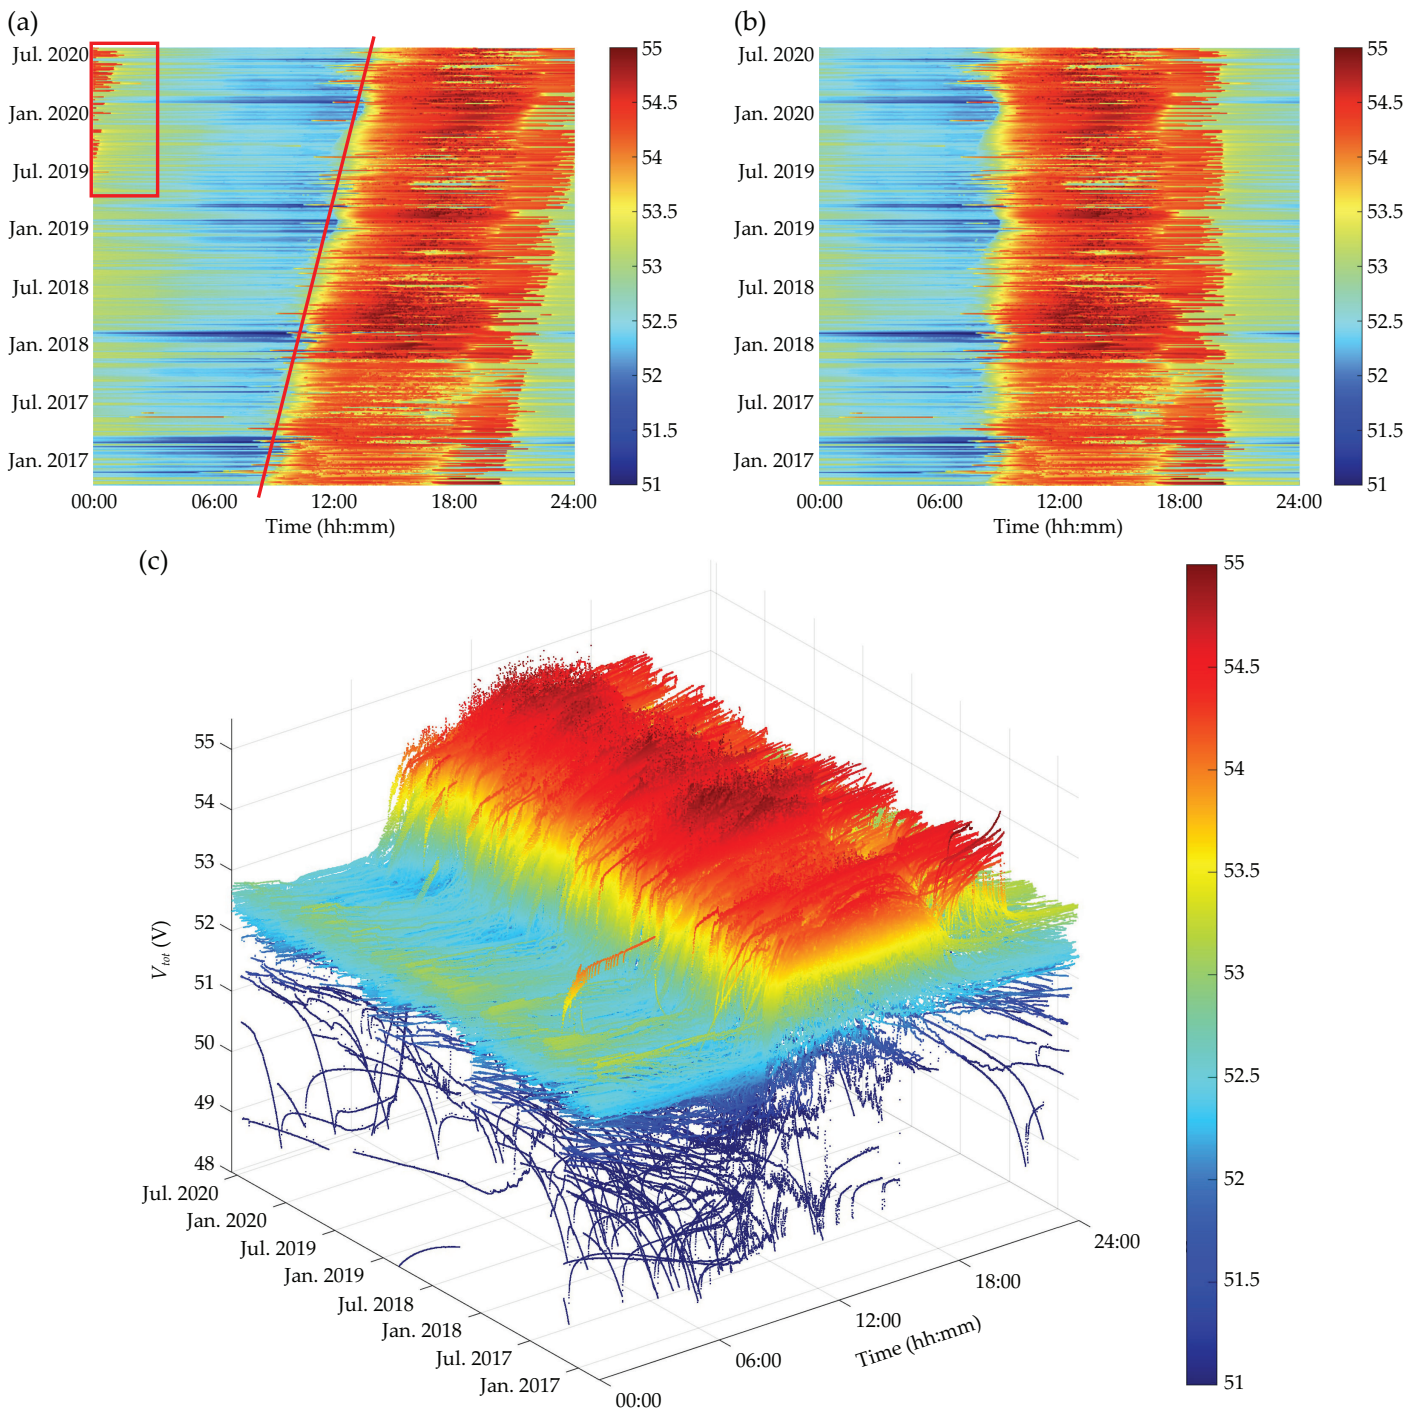 (a)
Jul. 2020
Jan. 2020
Jul. 2019
Jan. 2019
Jul. 2018
Jan. 2018
Jul. 2017
Jan. 2017
00:00 06:00 12:00 18:00 24:00
Time (hh:mm)
55
54.5
54
53.5
53
52.5
52
51.5
51
(b)
Jul. 2020
Jan. 2020
Jul. 2019
Jan. 2019
Jul. 2018
Jan. 2018
Jul. 2017
Jan. 2017
00:00 06:00 12:00 18:00 24:00
Time (hh:mm)
55
54.5
54
53.5
53
52.5
52
51.5
51
(c)
55
54
53
52
51
50
49
48
V_tot (V)
Jul. 2020
Jan. 2020
Jul. 2019
Jan. 2019
Jul. 2018
Jan. 2018
Jul. 2017
Jan. 2017
00:00
06:00
12:00
18:00
24:00
Time (hh:mm)
55
54.5
54
53.5
53
52.5
52
51.5
51